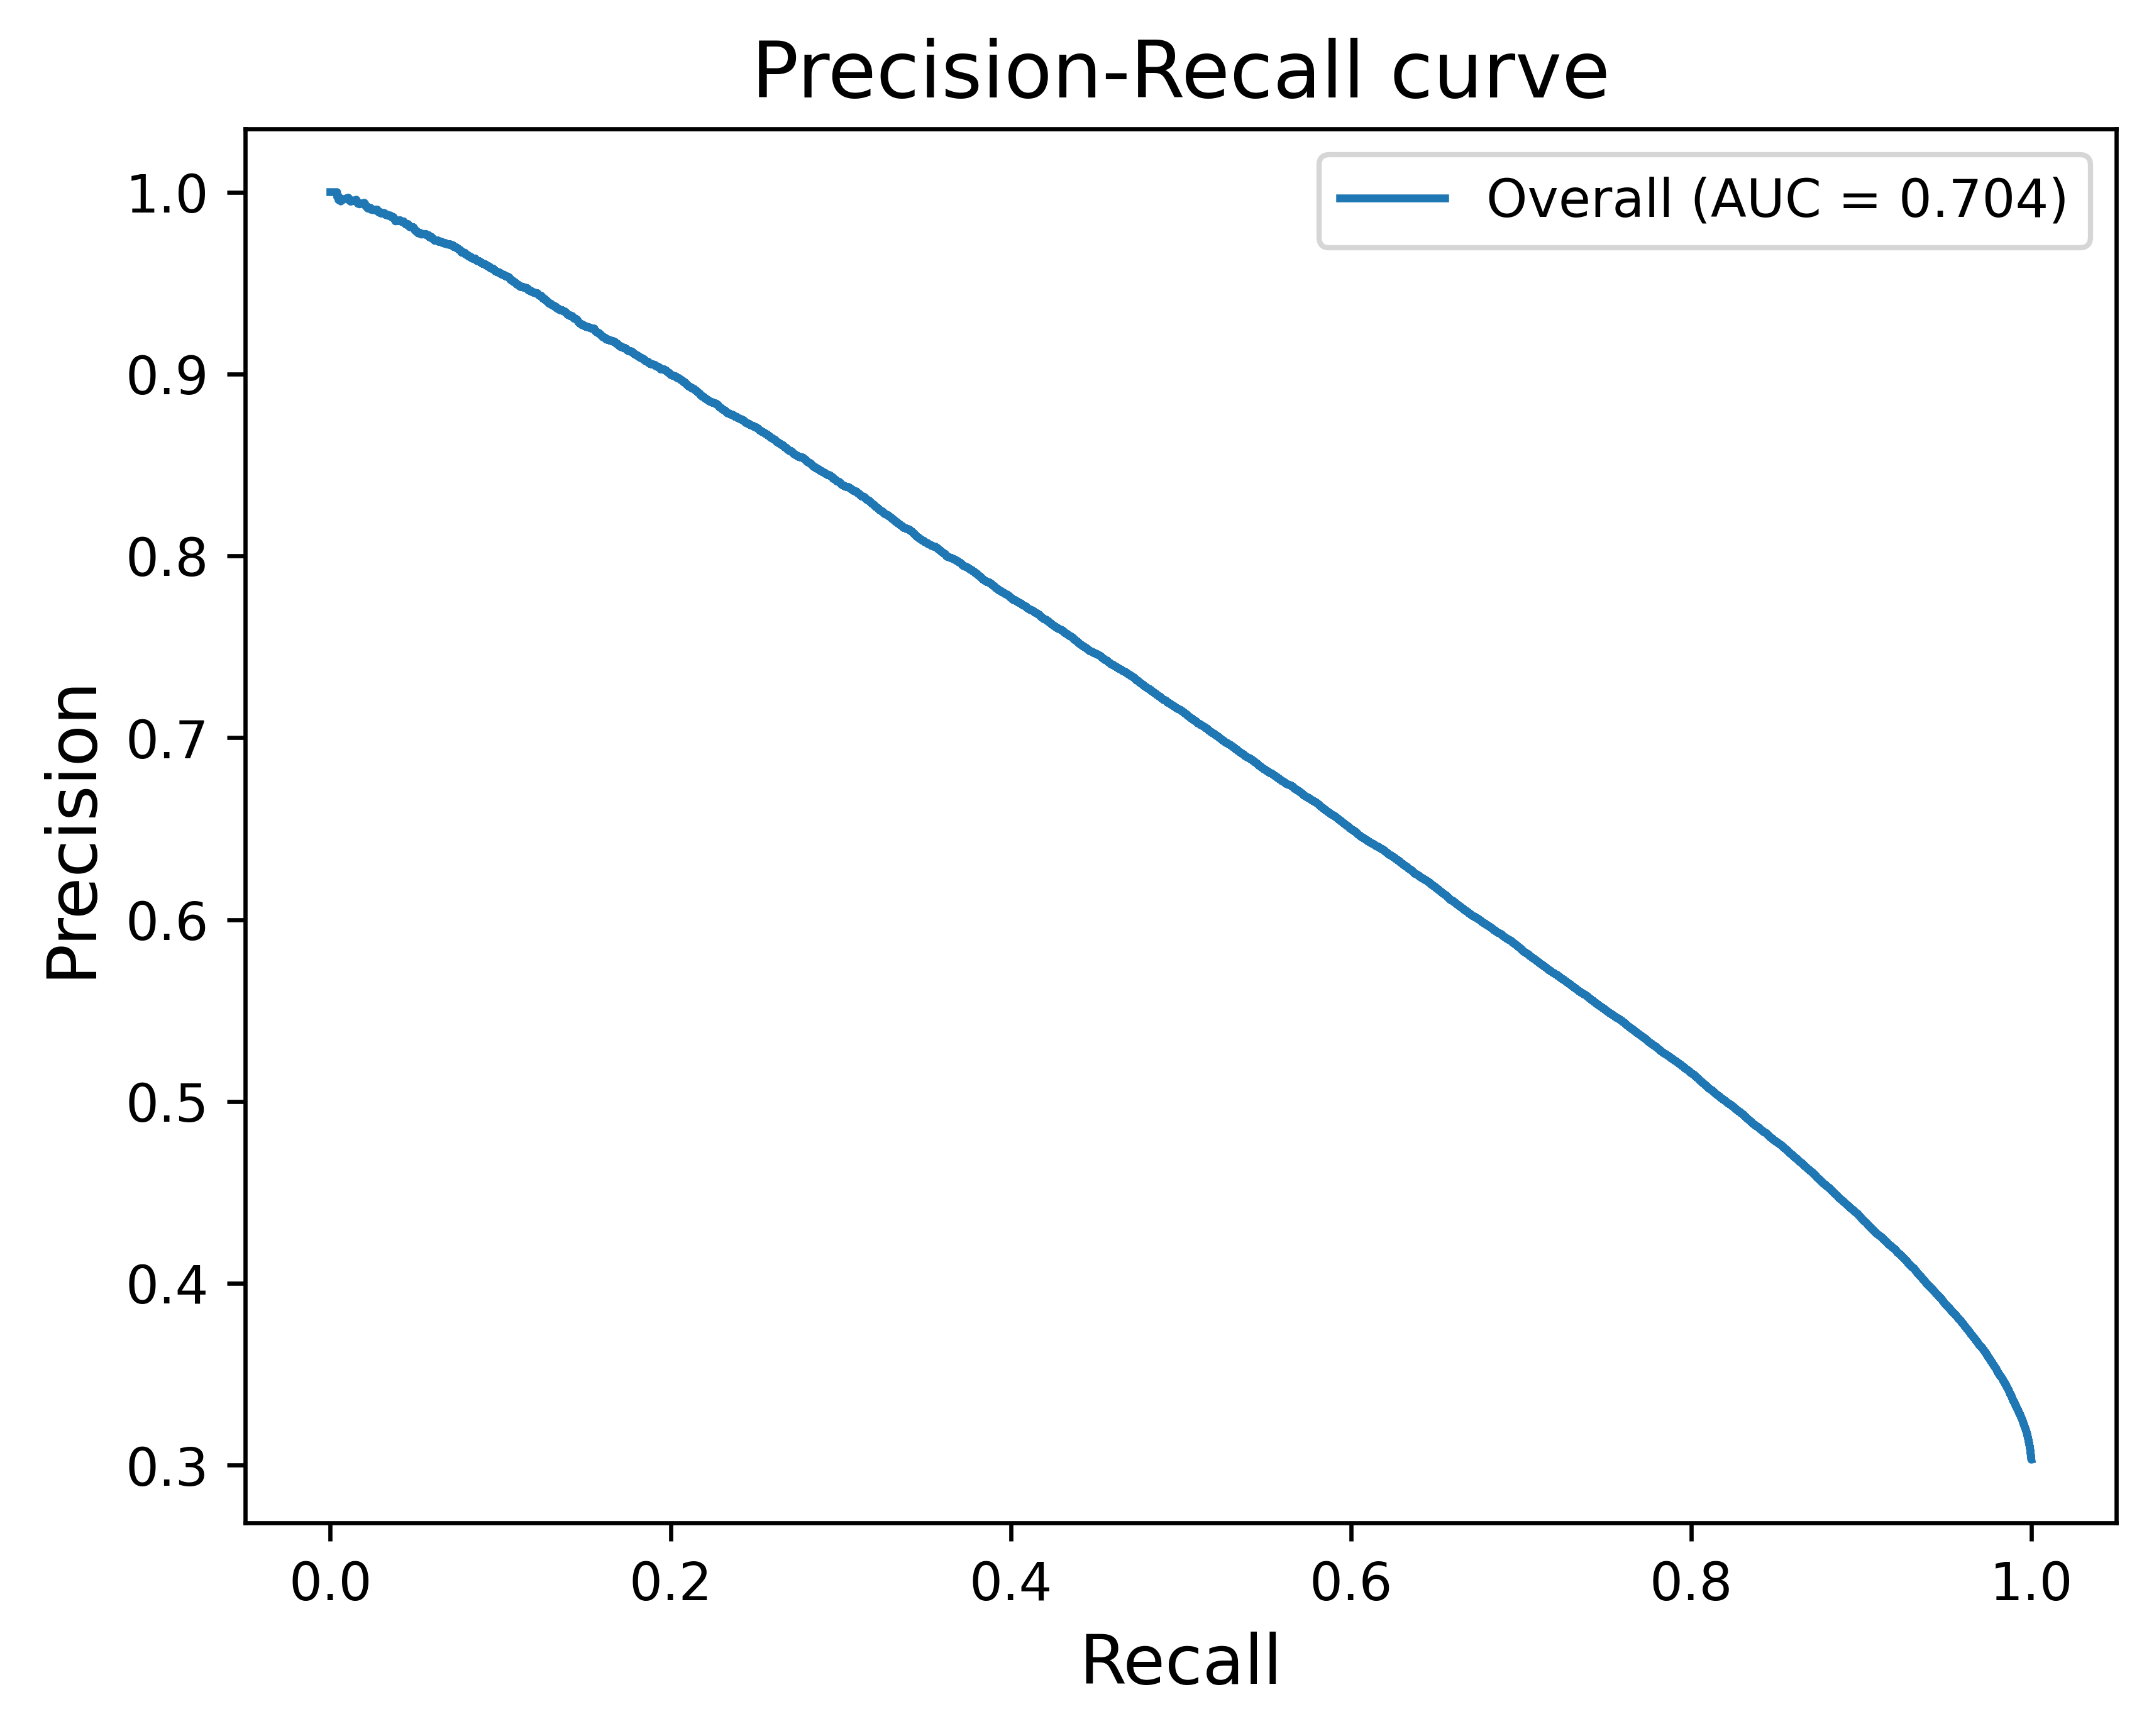 Precision-Recall curve
Overall (AUC = 0.704)
Precision
1.0
0.9
0.8
0.7
0.6
0.5
0.4
0.3
0.0 0.2 0.4 0.6 0.8 1.0
Recall